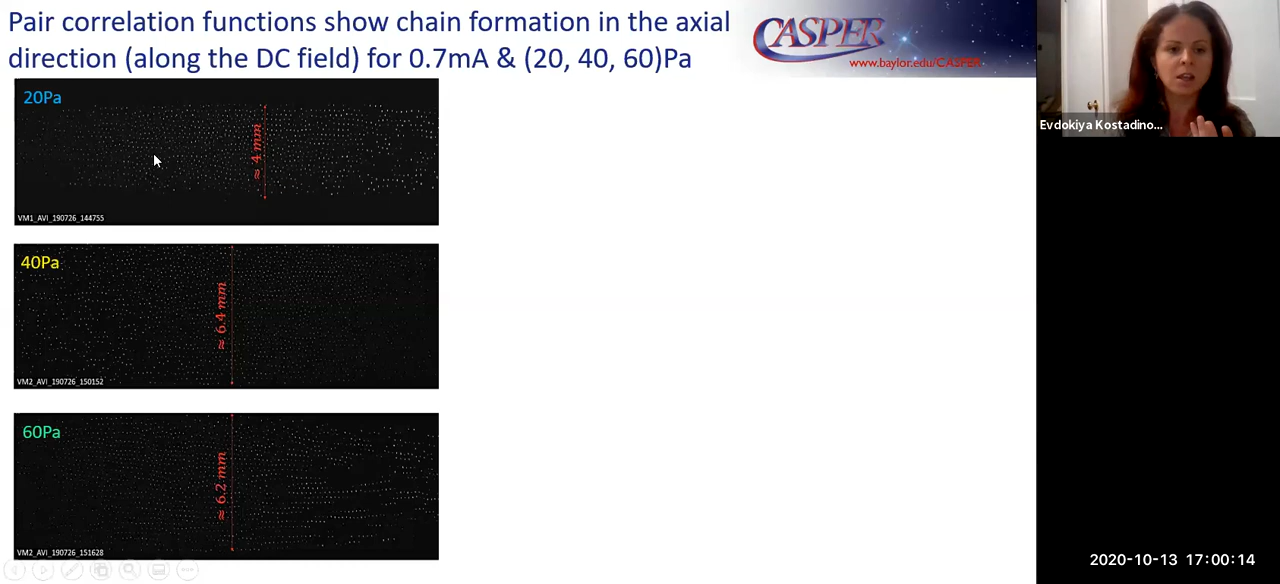 Pair correlation functions show chain formation in the axial
direction (along the DC field) for 0.7mA & (20, 40, 60)Pa
CASPER
www.baylor.edu/CASPER
Evdokiya Kostadino...
20Pa
≈ 4 mm
VM1_AVI_190726_144755
40Pa
≈ 6.4 mm
VM2_AVI_190726_150152
60Pa
≈ 6.2 mm
VM2_AVI_190726_151628
2020-10-13 17:00:14